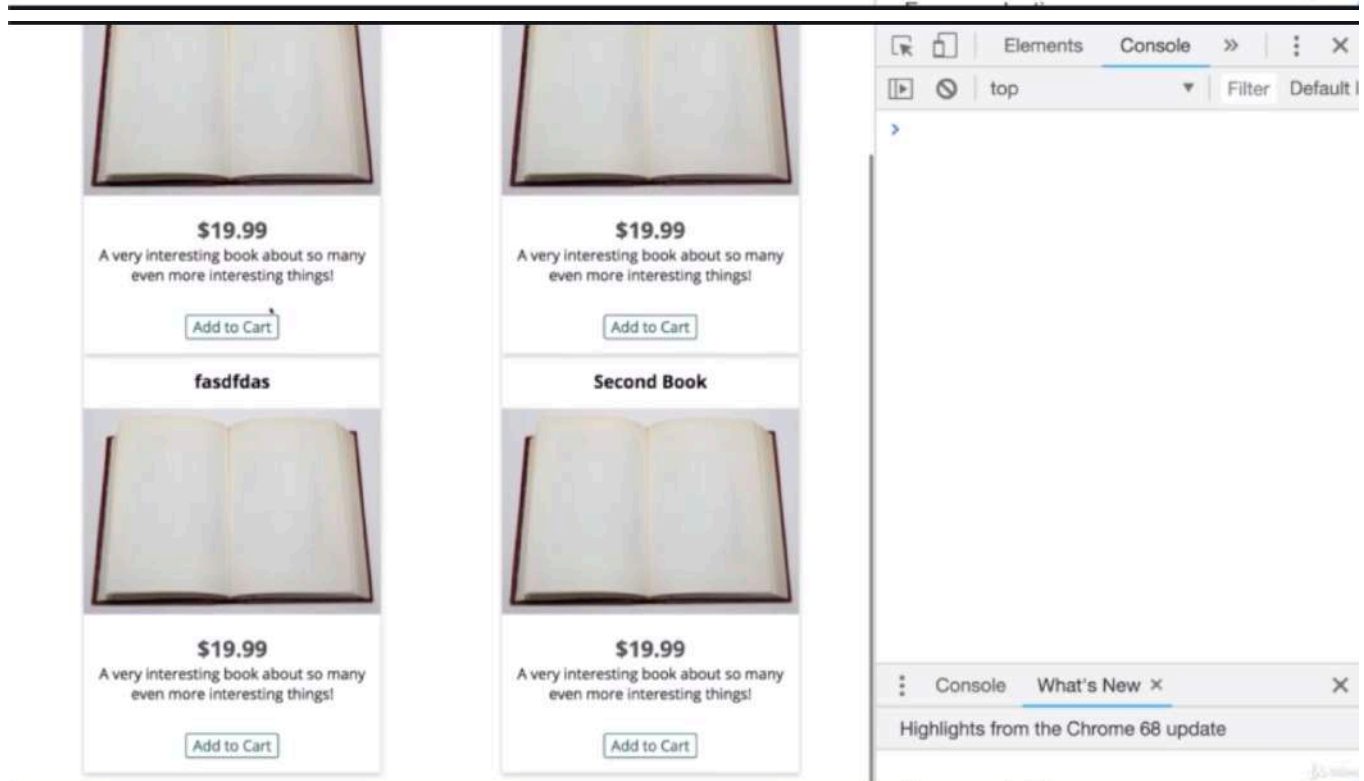 Elements Console »
top Filter Default
$19.99
A very interesting book about so many
even more interesting things!
Add to Cart
$19.99
A very interesting book about so many
even more interesting things!
Add to Cart
fasdfdas
Second Book
$19.99
A very interesting book about so many
even more interesting things!
Add to Cart
$19.99
A very interesting book about so many
even more interesting things!
Add to Cart
Console What's New ×
Highlights from the Chrome 68 update